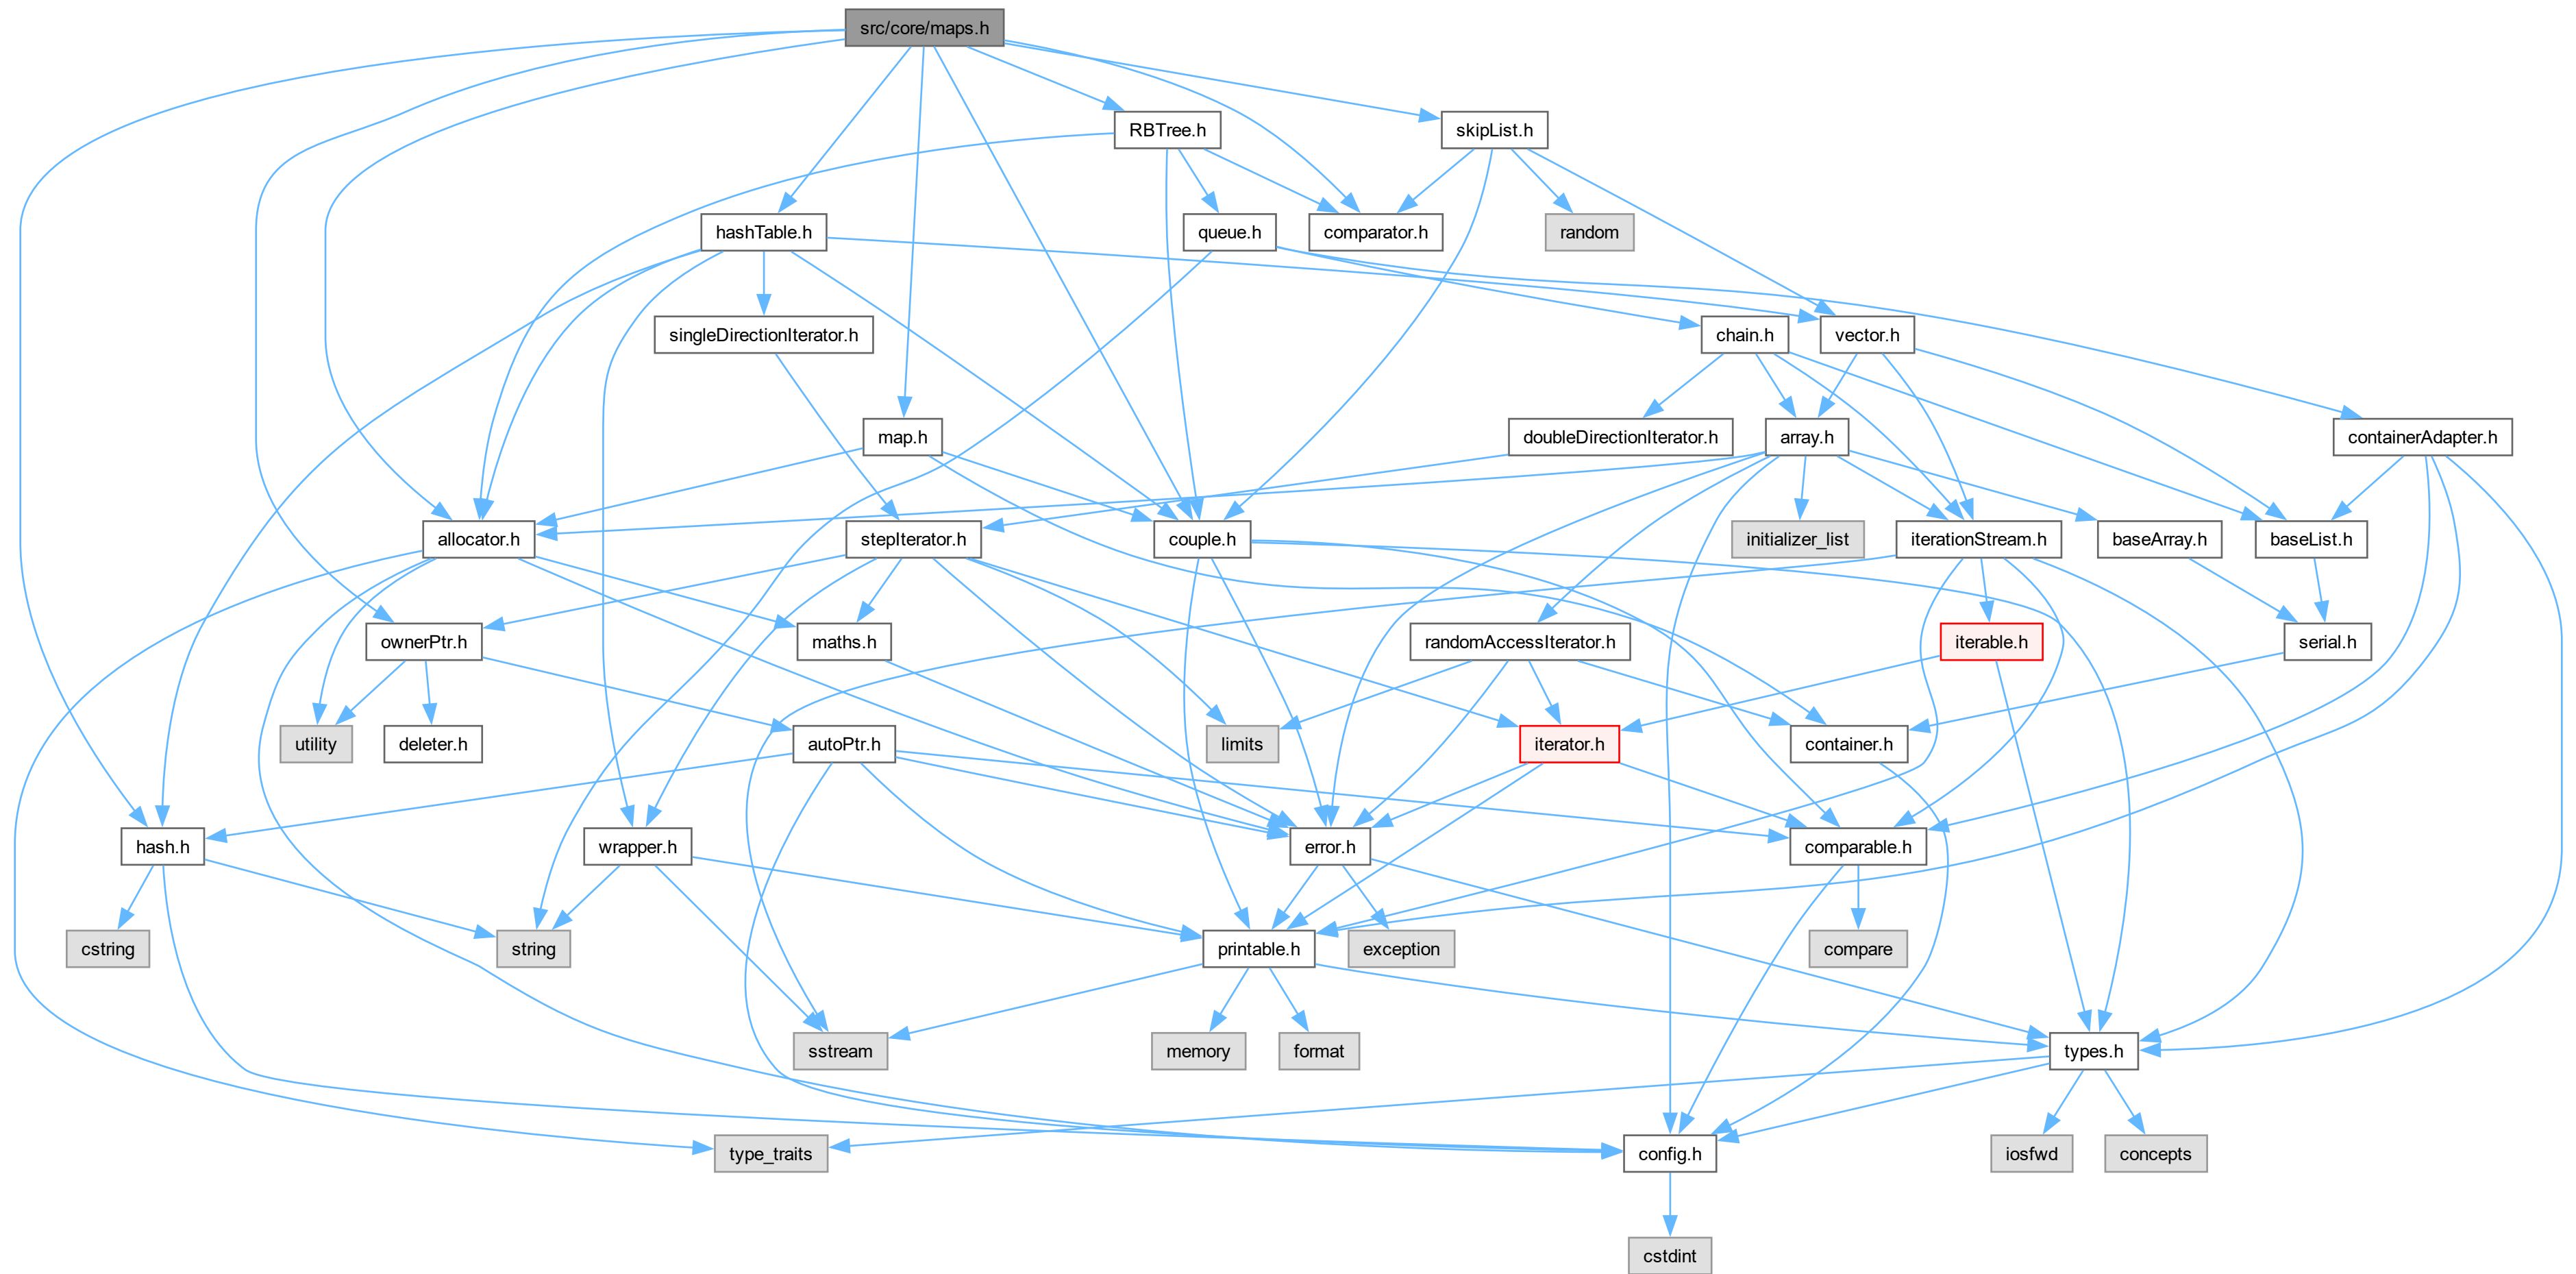 src/core/maps.h
RBTree.h
skipList.h
hashTable.h
queue.h
comparator.h
random
singleDirectionIterator.h
chain.h
vector.h
map.h
doubleDirectionIterator.h
array.h
containerAdapter.h
allocator.h
stepIterator.h
couple.h
initializer_list
iterationStream.h
baseArray.h
baseList.h
ownerPtr.h
maths.h
randomAccessIterator.h
iterable.h
serial.h
utility
deleter.h
autoPtr.h
limits
iterator.h
container.h
hash.h
wrapper.h
error.h
comparable.h
cstring
string
printable.h
exception
compare
sstream
memory
format
types.h
type_traits
config.h
iosfwd
concepts
cstdint